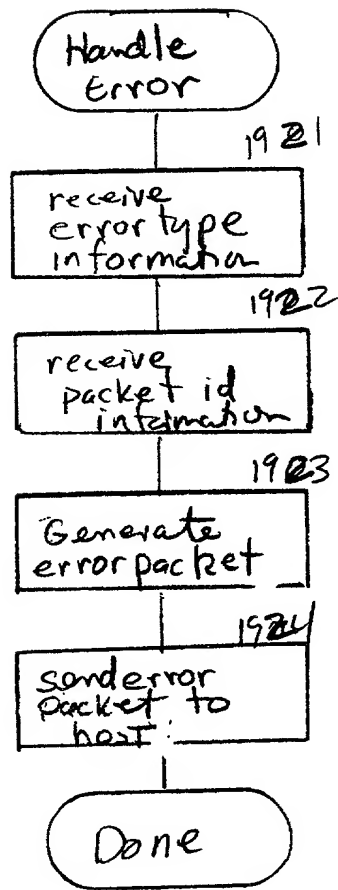 Handle
Error
1921
receive
error type
information
1922
receive
packet id
information
1923
Generate
error packet
1924
send error
packet to
host
Done